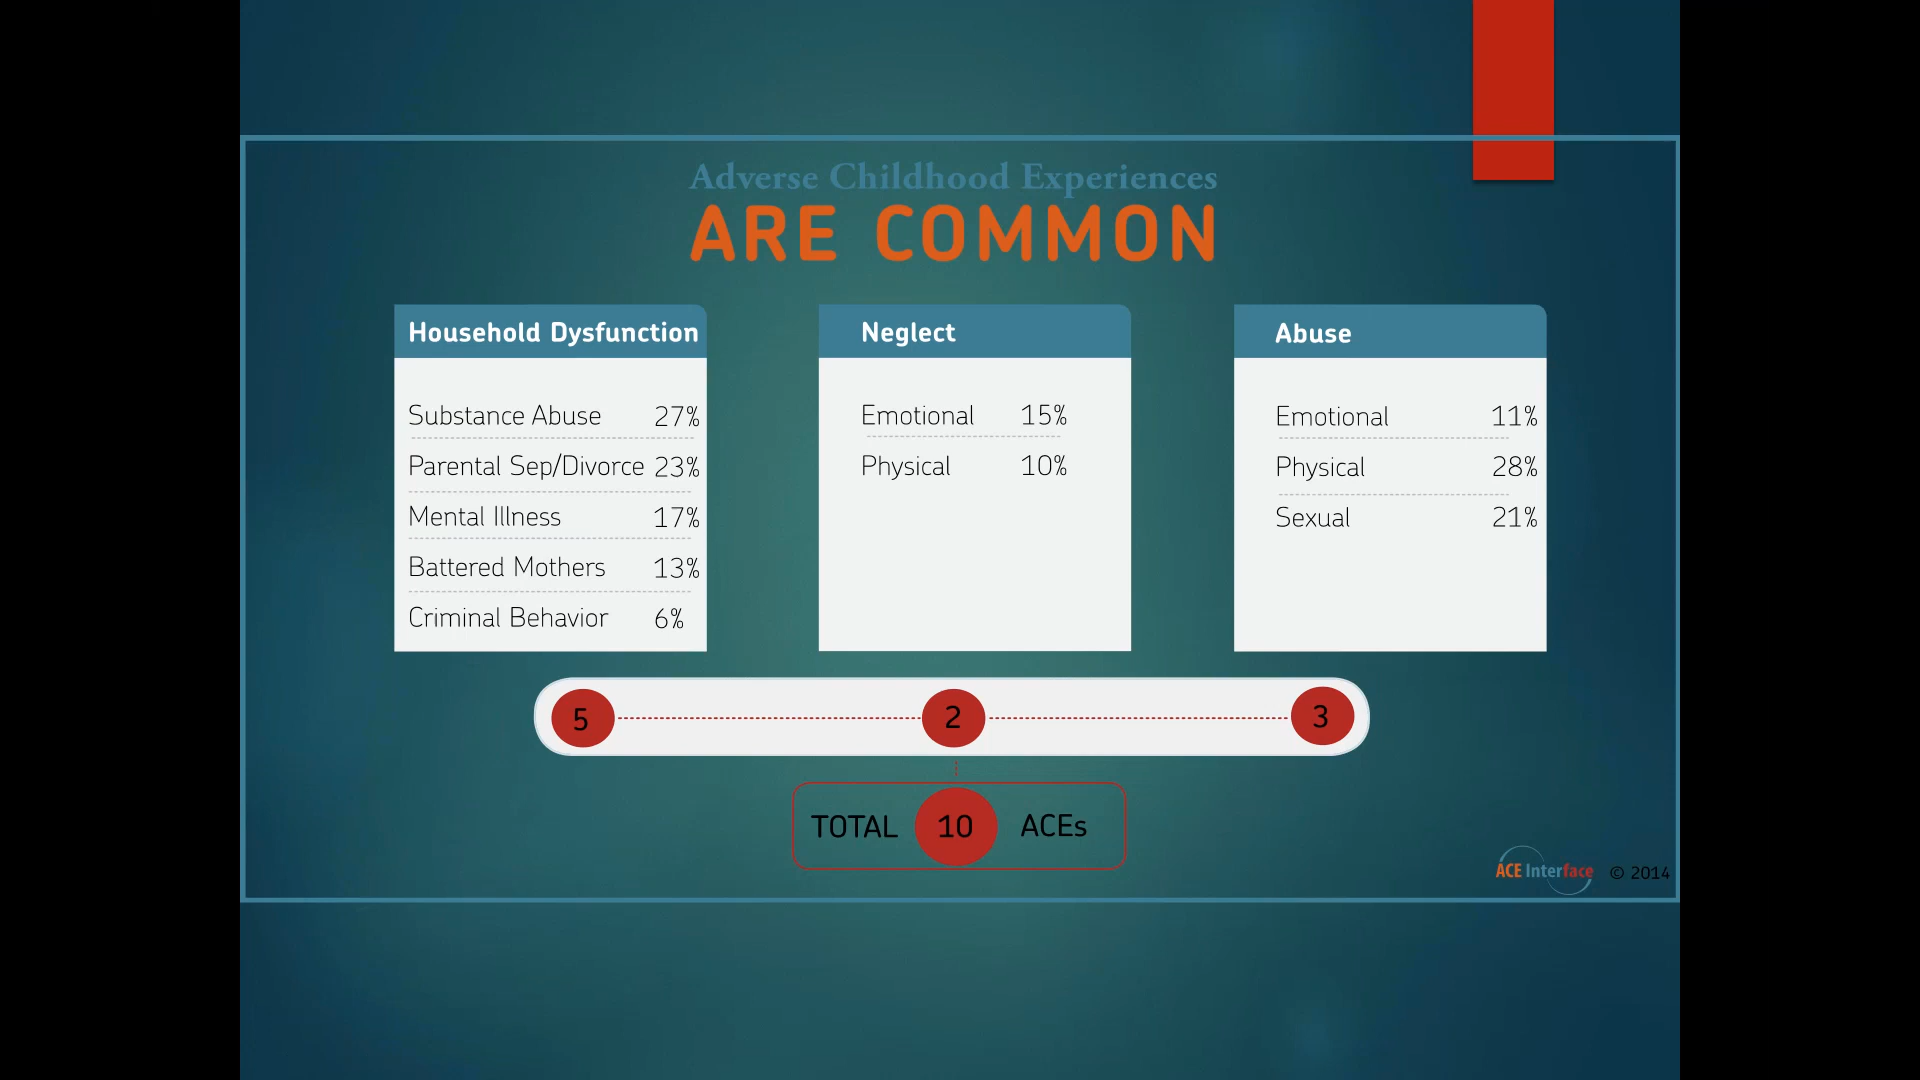 Adverse Childhood Experiences
ARE COMMON
Household Dysfunction
Substance Abuse 27%
Parental Sep/Divorce 23%
Mental Illness 17%
Battered Mothers 13%
Criminal Behavior 6%
Neglect
Emotional 15%
Physical 10%
Abuse
Emotional 11%
Physical 28%
Sexual 21%
5 2 3
TOTAL 10 ACEs
ACE Interface © 2014